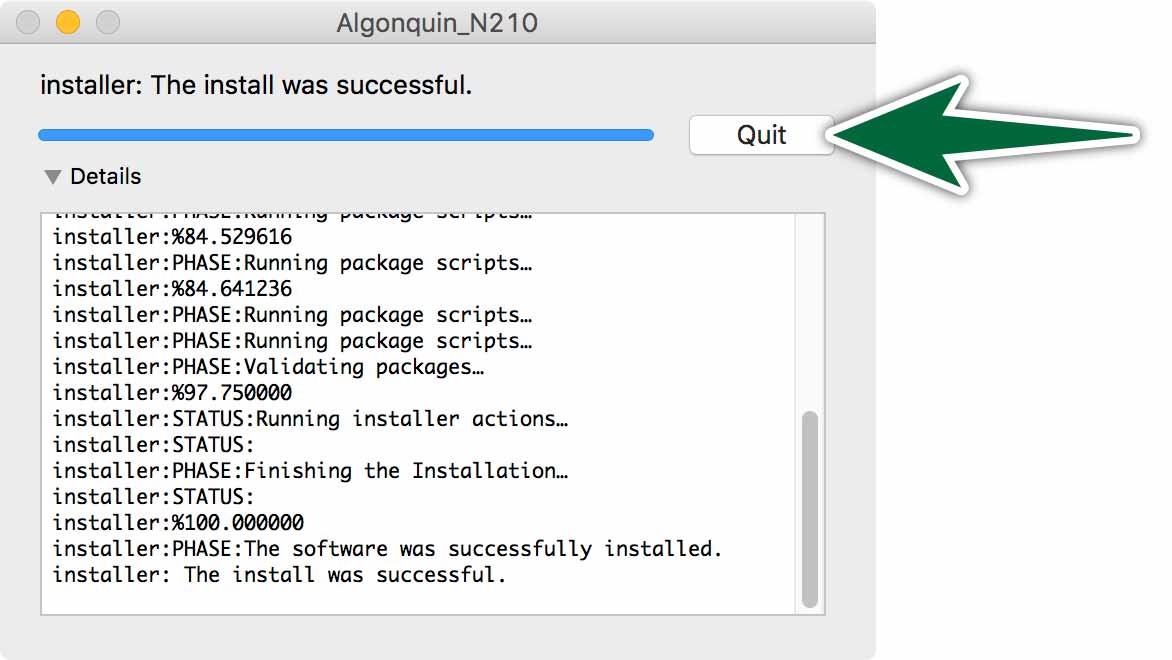 Algonquin_N210
installer: The install was successful.
Quit
Details
installer:PHASE:Running package scripts…
installer:%84.529616
installer:PHASE:Running package scripts…
installer:%84.641236
installer:PHASE:Running package scripts…
installer:PHASE:Running package scripts…
installer:PHASE:Validating packages…
installer:%97.750000
installer:STATUS:Running installer actions…
installer:STATUS:
installer:PHASE:Finishing the Installation…
installer:STATUS:
installer:%100.000000
installer:PHASE:The software was successfully installed.
installer: The install was successful.